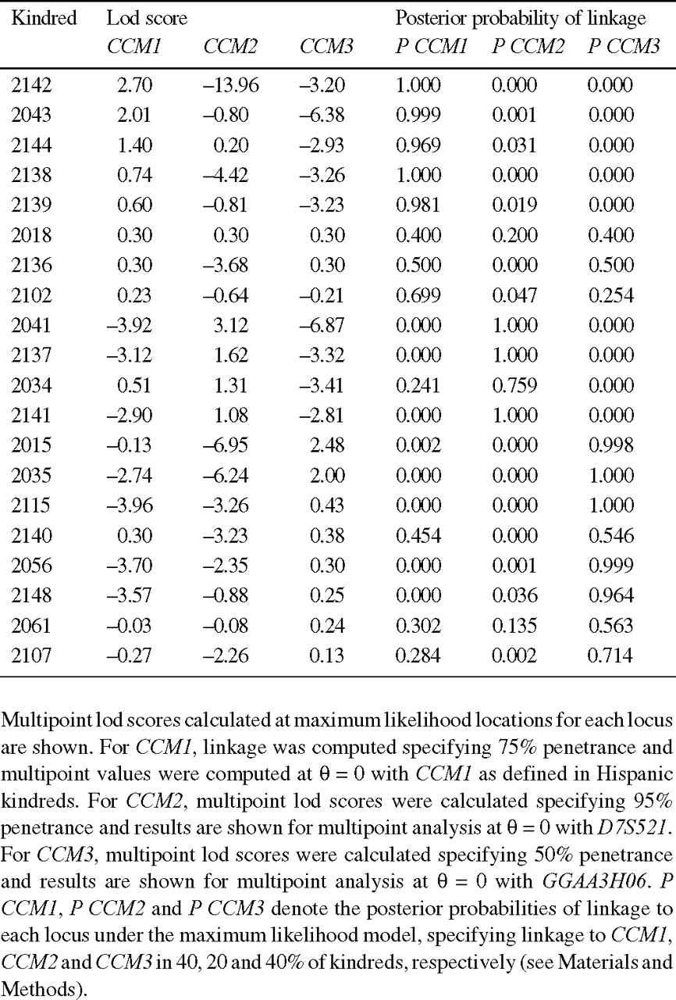 Kindred Lod score Posterior probability of linkage
CCM1 CCM2 CCM3 P CCM1 P CCM2 P CCM3
2142 2.70 –13.96 –3.20 1.000 0.000 0.000
2043 2.01 –0.80 –6.38 0.999 0.001 0.000
2144 1.40 0.20 –2.93 0.969 0.031 0.000
2138 0.74 –4.42 –3.26 1.000 0.000 0.000
2139 0.60 –0.81 –3.23 0.981 0.019 0.000
2018 0.30 0.30 0.30 0.400 0.200 0.400
2136 0.30 –3.68 0.30 0.500 0.000 0.500
2102 0.23 –0.64 –0.21 0.699 0.047 0.254
2041 –3.92 3.12 –6.87 0.000 1.000 0.000
2137 –3.12 1.62 –3.32 0.000 1.000 0.000
2034 0.51 1.31 –3.41 0.241 0.759 0.000
2141 –2.90 1.08 –2.81 0.000 1.000 0.000
2015 –0.13 –6.95 2.48 0.002 0.000 0.998
2035 –2.74 –6.24 2.00 0.000 0.000 1.000
2115 –3.96 –3.26 0.43 0.000 0.000 1.000
2140 0.30 –3.23 0.38 0.454 0.000 0.546
2056 –3.70 –2.35 0.30 0.000 0.001 0.999
2148 –3.57 –0.88 0.25 0.000 0.036 0.964
2061 –0.03 –0.08 0.24 0.302 0.135 0.563
2107 –0.27 –2.26 0.13 0.284 0.002 0.714
Multipoint lod scores calculated at maximum likelihood locations for each locus
are shown. For CCM1, linkage was computed specifying 75% penetrance and
multipoint values were computed at θ = 0 with CCM1 as defined in Hispanic
kindreds. For CCM2, multipoint lod scores were calculated specifying 95%
penetrance and results are shown for multipoint analysis at θ = 0 with D7S521.
For CCM3, multipoint lod scores were calculated specifying 50% penetrance
and results are shown for multipoint analysis at θ = 0 with GGAA3H06. P
CCM1, P CCM2 and P CCM3 denote the posterior probabilities of linkage to
each locus under the maximum likelihood model, specifying linkage to CCM1,
CCM2 and CCM3 in 40, 20 and 40% of kindreds, respectively (see Materials and
Methods).